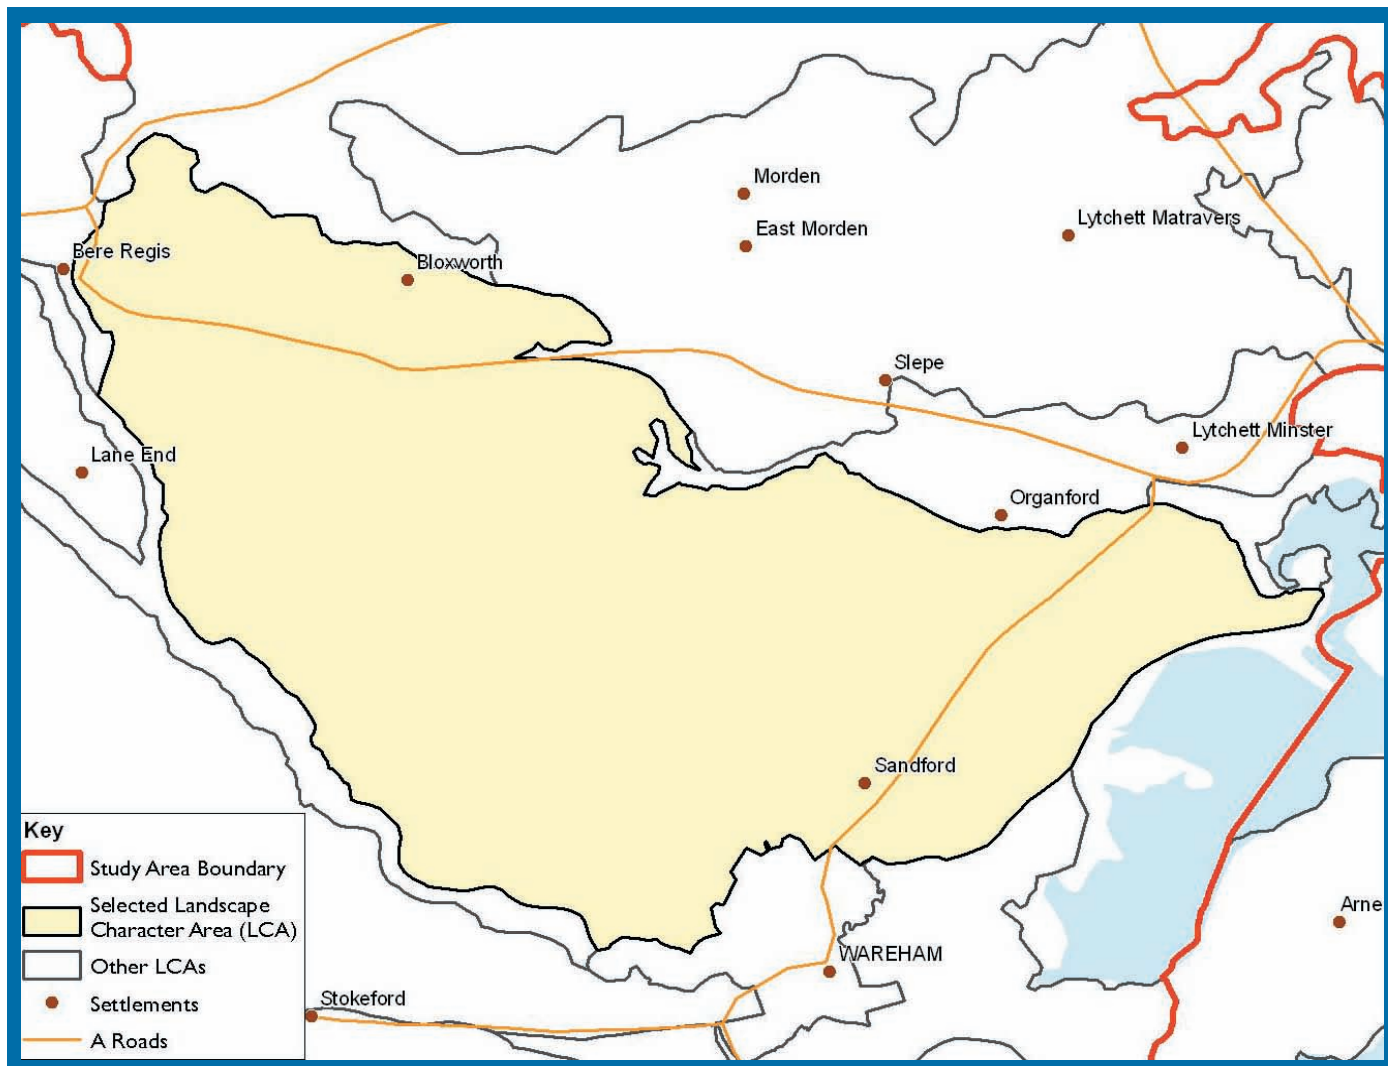 Morden
East Morden
Lytchett Matravers
Bere Regis
Bloxworth
Slepe
Lytchett Minster
Lane End
Organford
Sandford
Key
Study Area Boundary
Selected Landscape
Character Area (LCA)
Other LCAs
Settlements
A Roads
Arne
WAREHAM
Stokeford